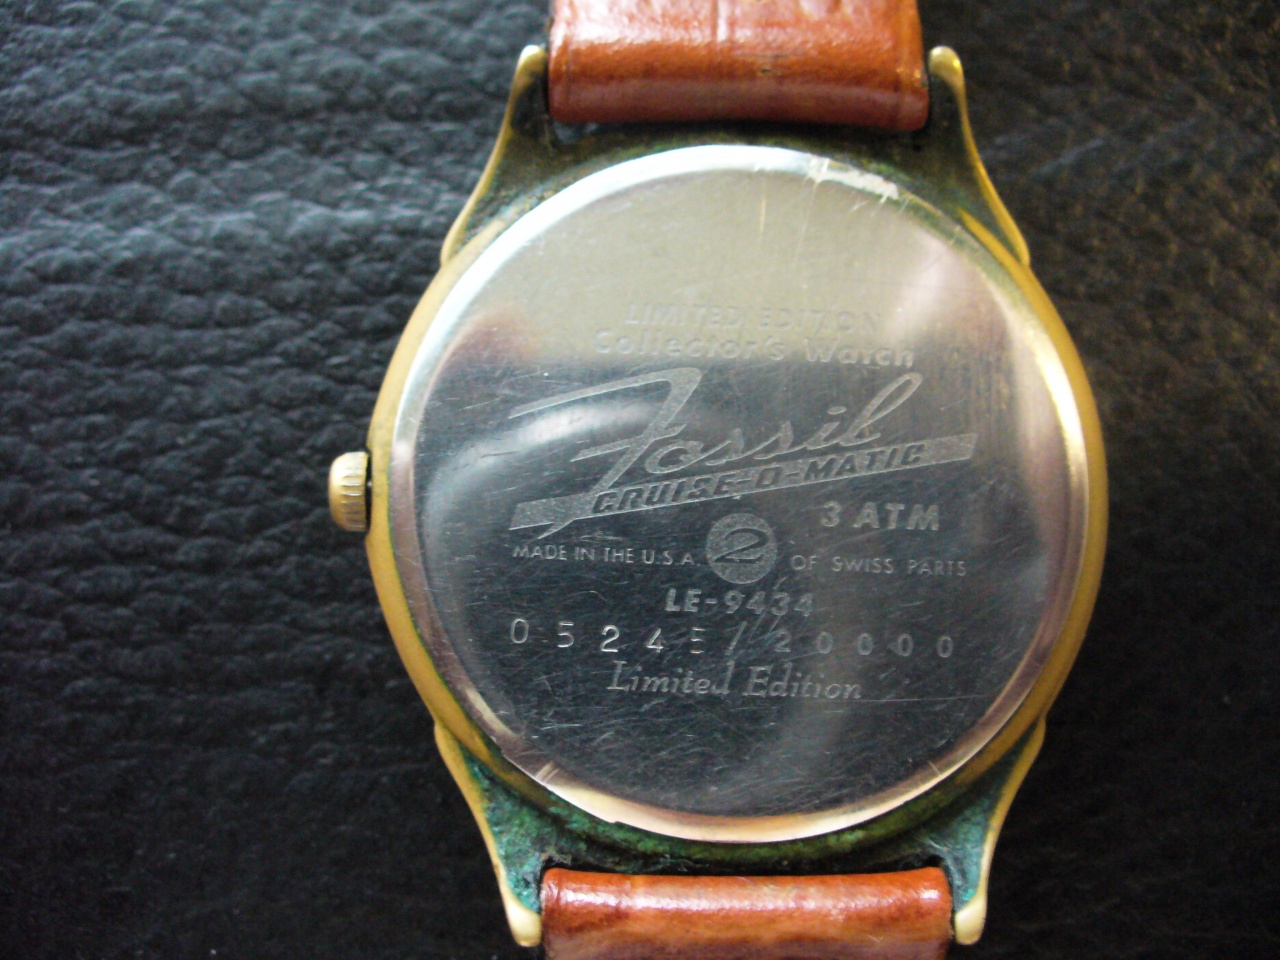 LIMITED EDITION
Collector's Watch
Fossil
CRUISE-O-MATIC
3 ATM
MADE IN THE U.S.A. 2 OF SWISS PARTS
LE-9434
0524E/20000
Limited Edition